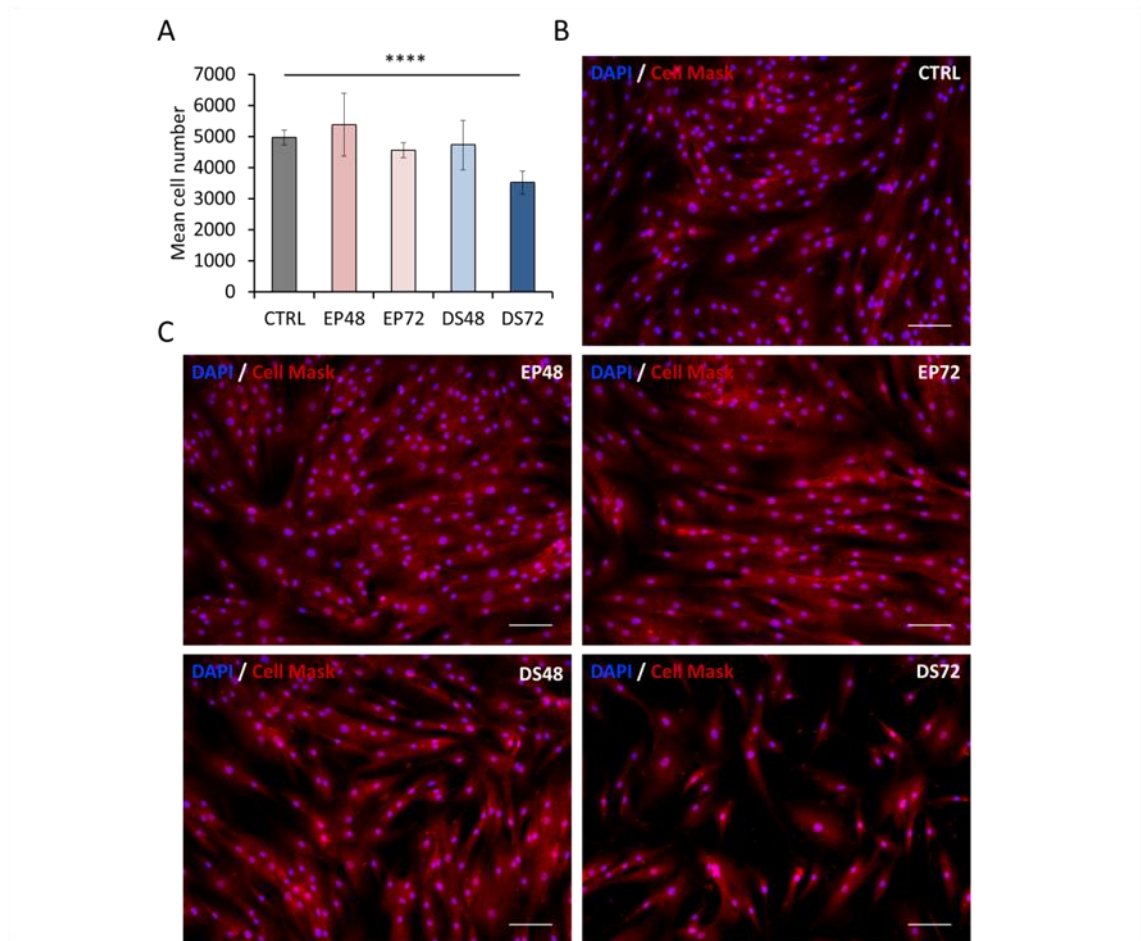 A
****
Mean cell number
7000
6000
5000
4000
3000
2000
1000
0
CTRL EP48 EP72 DS48 DS72
B
DAPI / Cell Mask CTRL
C
DAPI / Cell Mask EP48
DAPI / Cell Mask EP72
DAPI / Cell Mask DS48
DAPI / Cell Mask DS72